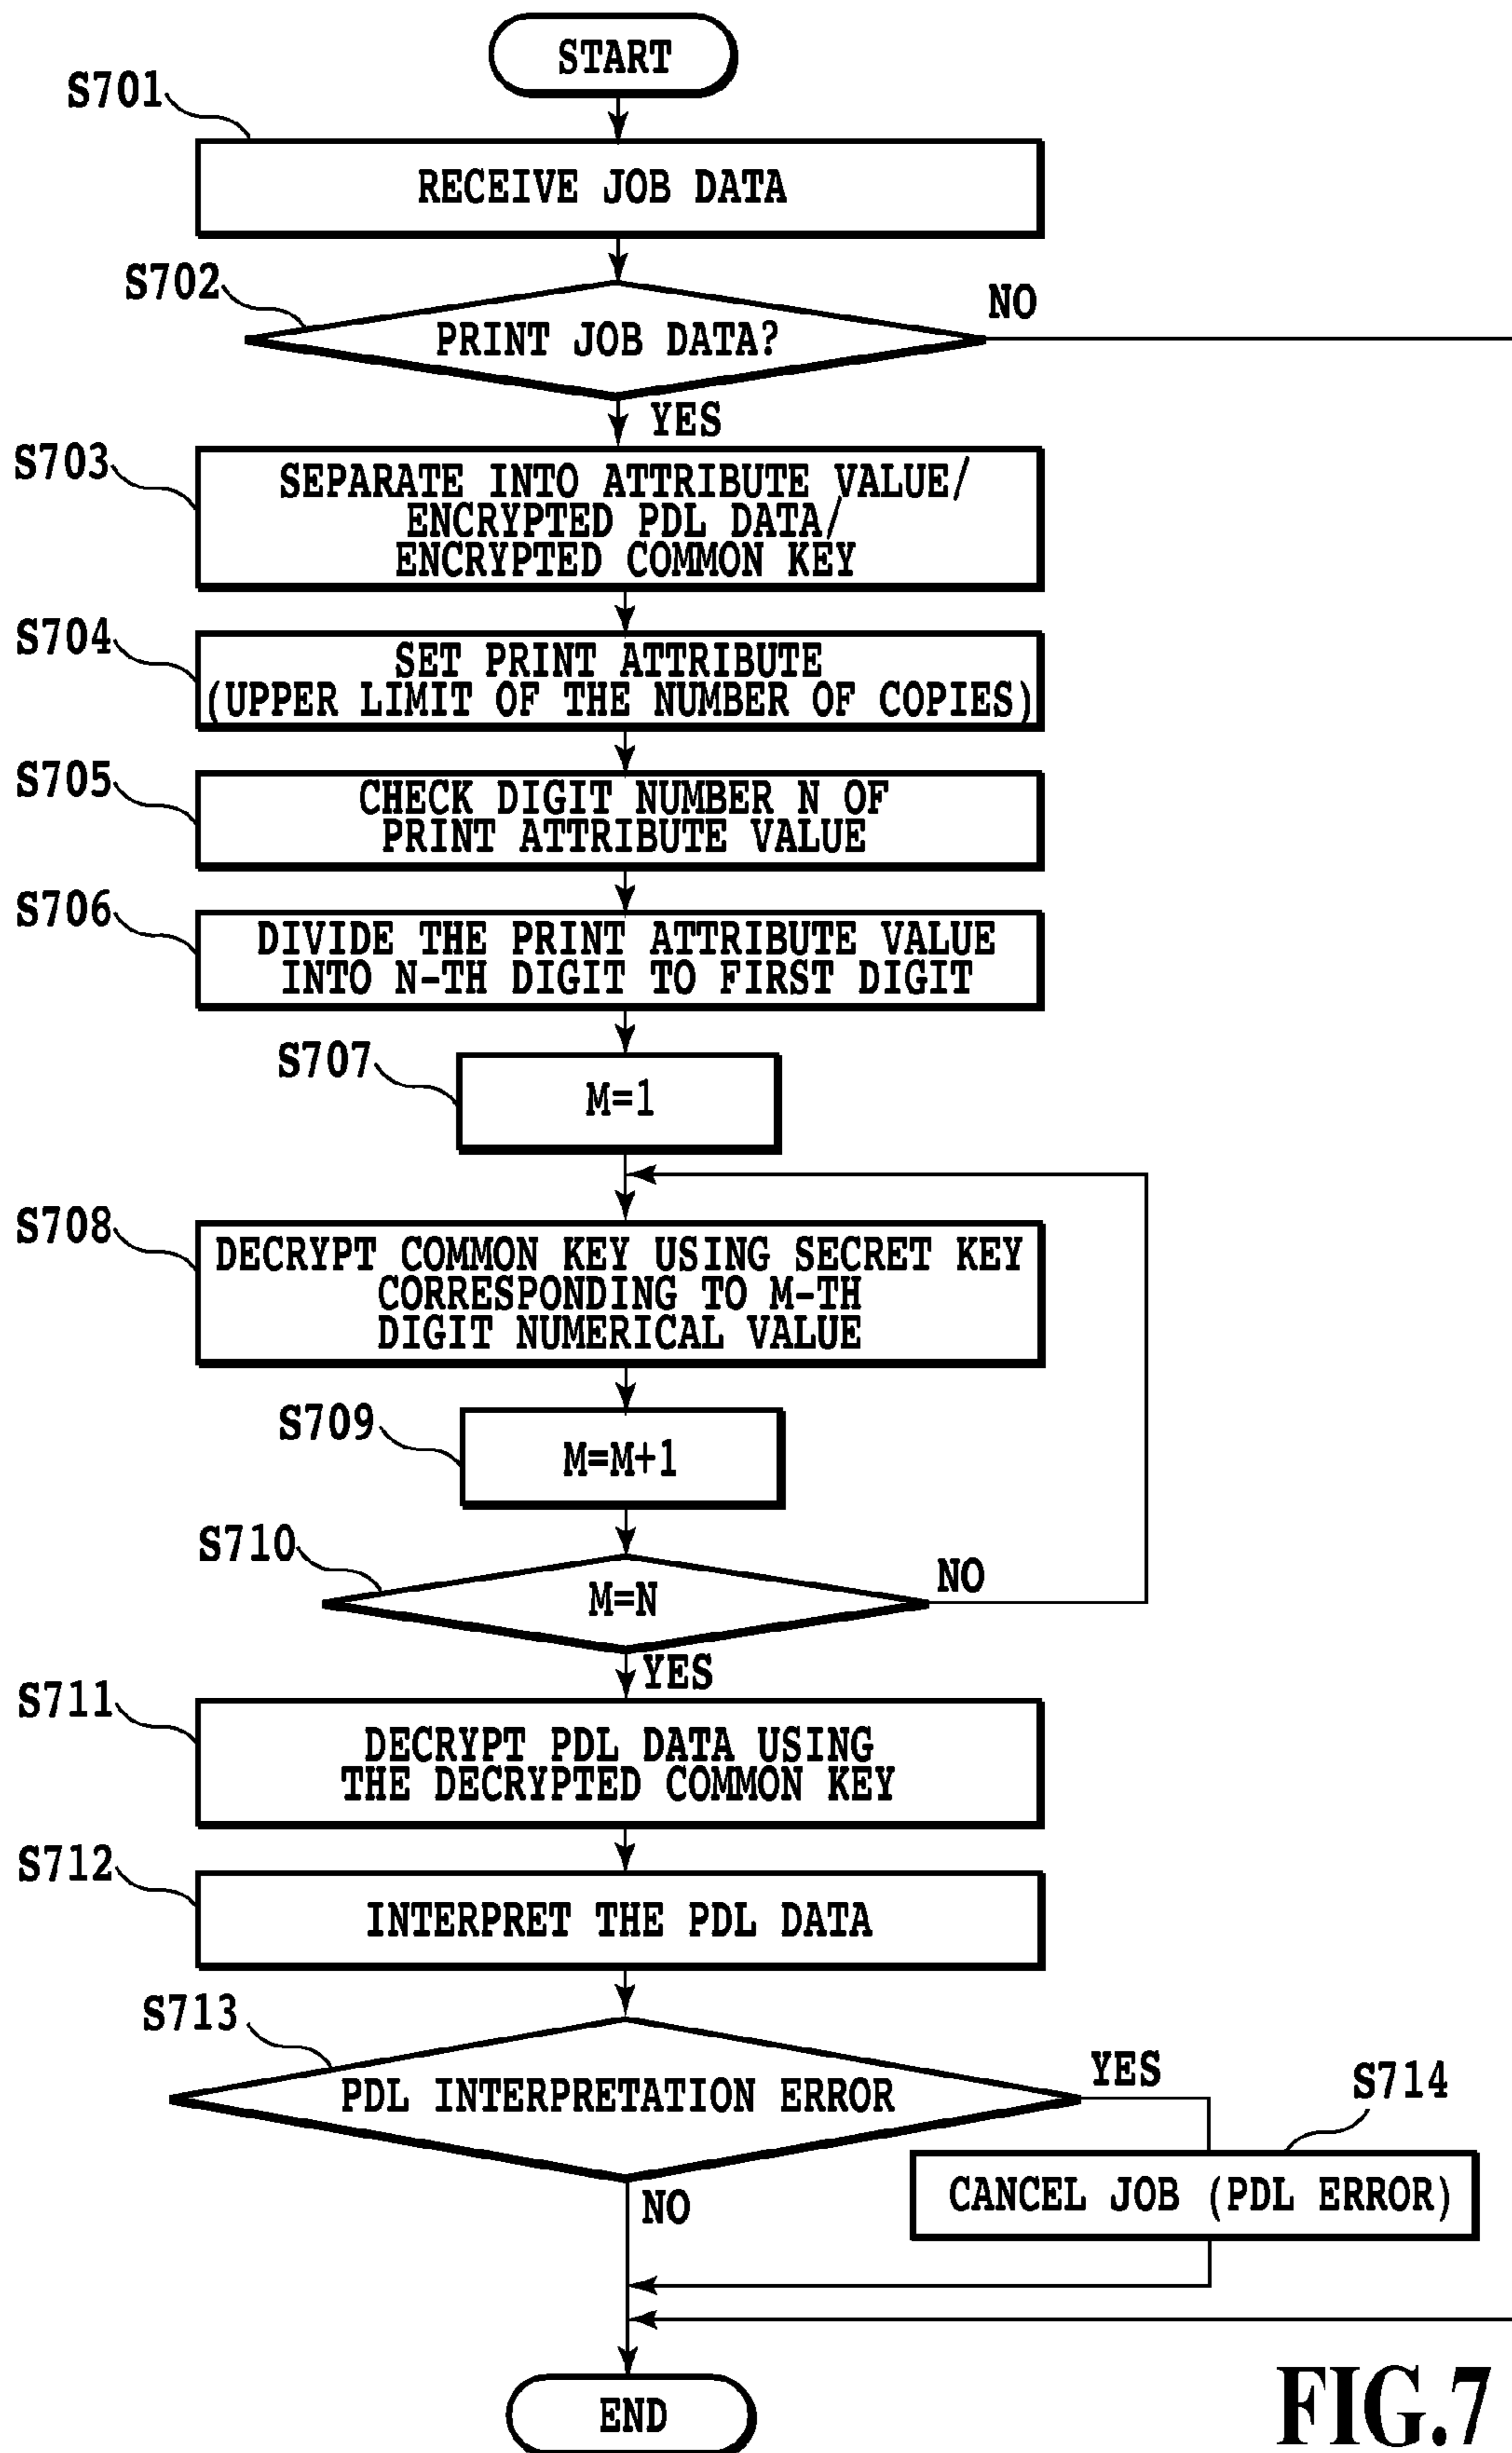 START
S701
RECEIVE JOB DATA
S702
PRINT JOB DATA?
NO
YES
S703
SEPARATE INTO ATTRIBUTE VALUE/
ENCRYPTED PDL DATA/
ENCRYPTED COMMON KEY
S704
SET PRINT ATTRIBUTE
(UPPER LIMIT OF THE NUMBER OF COPIES)
S705
CHECK DIGIT NUMBER N OF
PRINT ATTRIBUTE VALUE
S706
DIVIDE THE PRINT ATTRIBUTE VALUE
INTO N-TH DIGIT TO FIRST DIGIT
S707
M=1
S708
DECRYPT COMMON KEY USING SECRET KEY
CORRESPONDING TO M-TH
DIGIT NUMERICAL VALUE
S709
M=M+1
S710
M=N
NO
YES
S711
DECRYPT PDL DATA USING
THE DECRYPTED COMMON KEY
S712
INTERPRET THE PDL DATA
S713
PDL INTERPRETATION ERROR
YES
S714
CANCEL JOB (PDL ERROR)
NO
END
FIG.7